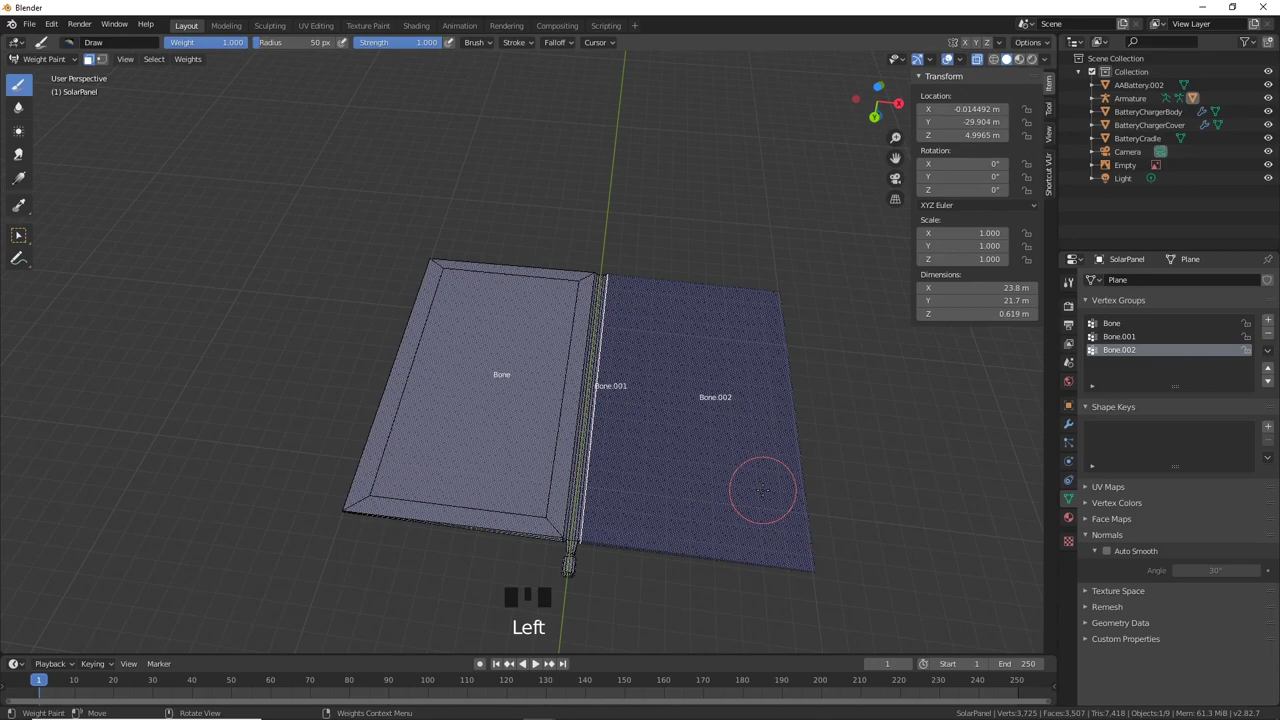 Blender
File Edit Render Window Help Layout Modeling Sculpting UV Editing Texture Paint Shading Animation Rendering Compositing Scripting + Scene View Layer
Draw Weight 1.000 Radius 50 px Strength 1.000 Brush Stroke Falloff Cursor X Y Z Options
Weight Paint View Select Weights
User Perspective
(1) SolarPanel
Y
X
Bone
Bone.001
Bone.002
Left
Transform
Location:
X -0.014492 m
Y -29.904 m
Z 4.9965 m
Rotation:
X 0°
Y 0°
Z 0°
XYZ Euler
Scale:
X 1.000
Y 1.000
Z 1.000
Dimensions:
X 23.8 m
Y 21.7 m
Z 0.619 m
Item
Tool
View
Shortcut VUr
Scene Collection
Collection
AABattery.002
Armature
BatteryChargerBody
BatteryChargerCover
BatteryCradle
Camera
Empty
Light
SolarPanel Plane
Plane
Vertex Groups
Bone
Bone.001
Bone.002
Shape Keys
UV Maps
Vertex Colors
Face Maps
Normals
Auto Smooth
Angle 30°
Texture Space
Remesh
Geometry Data
Custom Properties
Playback Keying View Marker 1 Start 1 End 250
1 10 20 30 40 50 60 70 80 90 100 110 120 130 140 150 160 170 180 190 200 210 220 230 240 250
Weight Paint Move Rotate View Weights Context Menu SolarPanel | Verts:3,725 | Faces:3,507 | Tris:7,418 | Objects:1/9 | Mem: 61.3 MiB | v2.82.7